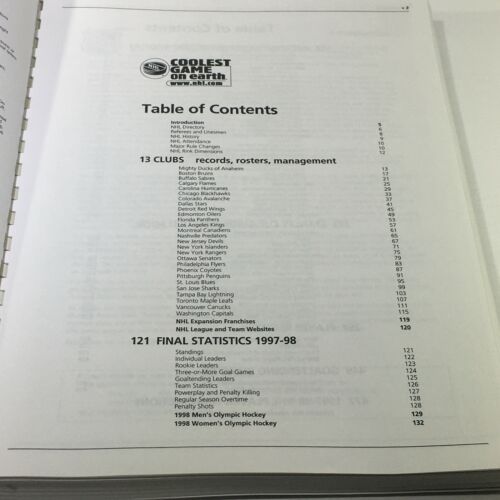 NHL
COOLEST
GAME
on earth
www.nhl.com
Table of Contents
Introduction 5
NHL Directory 6
Referees and Linesmen 8
NHL History 9
NHL Attendance 10
Major Rule Changes 10
NHL Rink Dimensions 12
13 CLUBS records, rosters, management
Mighty Ducks of Anaheim 13
Boston Bruins 17
Buffalo Sabres 21
Calgary Flames 25
Carolina Hurricanes 29
Chicago Blackhawks 33
Colorado Avalanche 37
Dallas Stars 41
Detroit Red Wings 45
Edmonton Oilers 49
Florida Panthers 53
Los Angeles Kings 57
Montreal Canadiens 61
Nashville Predators 65
New Jersey Devils 67
New York Islanders 71
New York Rangers 75
Ottawa Senators 79
Philadelphia Flyers 83
Phoenix Coyotes 87
Pittsburgh Penguins 91
St. Louis Blues 95
San Jose Sharks 99
Tampa Bay Lightning 103
Toronto Maple Leafs 107
Vancouver Canucks 111
Washington Capitals 115
NHL Expansion Franchises 119
NHL League and Team Websites 120
121 FINAL STATISTICS 1997-98
Standings 121
Individual Leaders 122
Rookie Leaders 123
Three-or-More Goal Games 124
Goaltending Leaders 125
Team Statistics 126
Powerplay and Penalty Killing 127
Regular Season Overtime 128
Penalty Shots 128
1998 Men's Olympic Hockey 129
1998 Women's Olympic Hockey 132